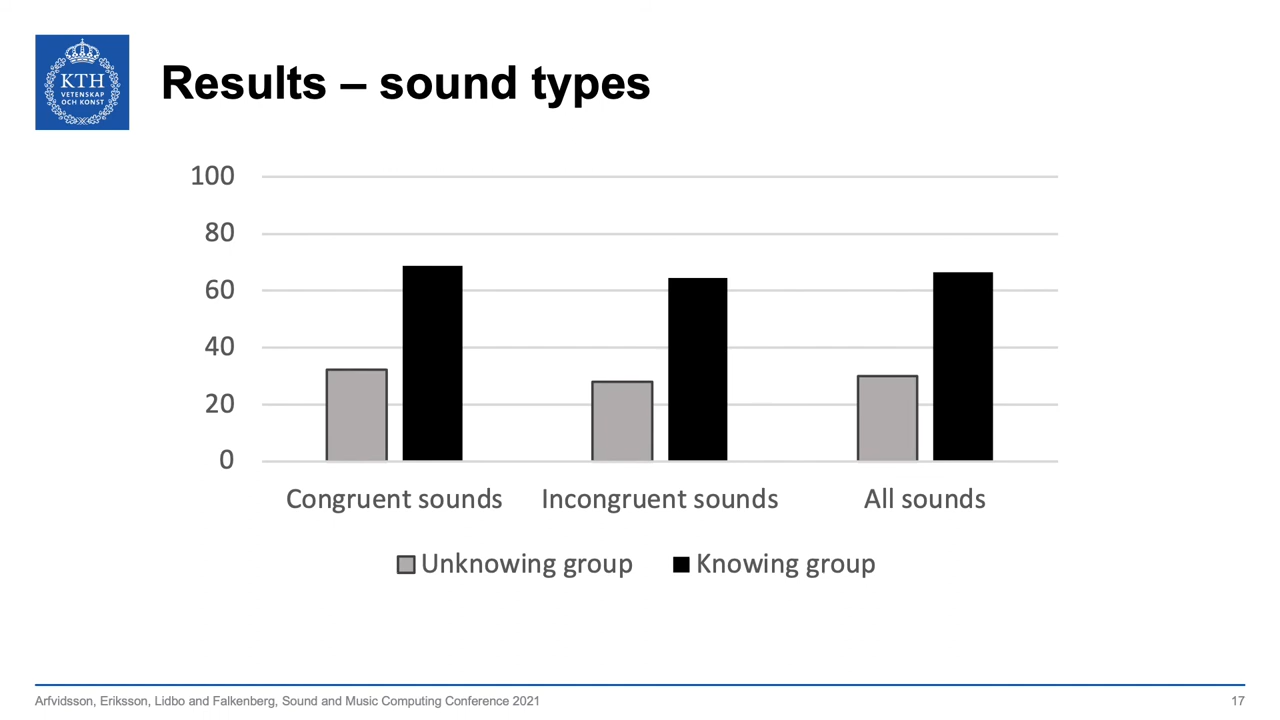 KTH
VETENSKAP
OCH KONST
Results – sound types
100
80
60
40
20
0
Congruent sounds
Incongruent sounds
All sounds
Unknowing group
Knowing group
Arfvidsson, Eriksson, Lidbo and Falkenberg, Sound and Music Computing Conference 2021
17